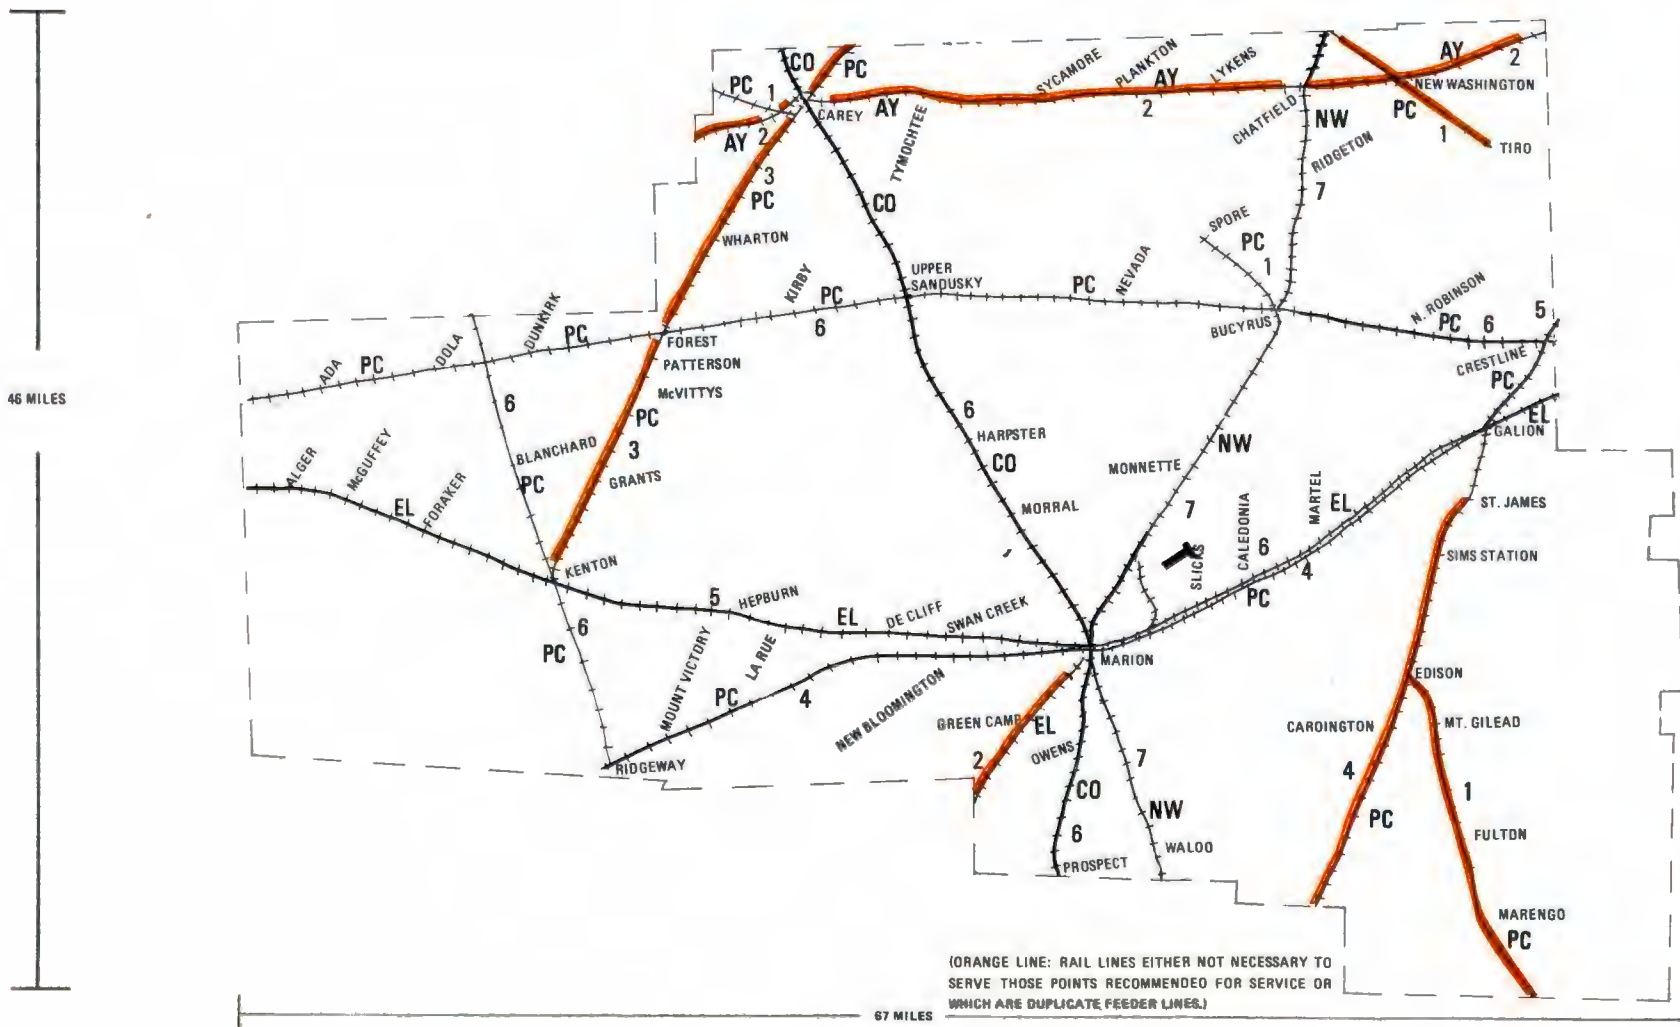 46 MILES
CO
PC
PC
1
CAREY
AY
2
AY
3
PC
WHARTON
SYCAMORE
PLANKTON
AY
2
LYKENS
TYMOCHTEE
CO
CHATFIELD
NW
RIDGETON
7
AY
2
NEW WASHINGTON
PC
1
TIRO
SPORE
PC
1
UPPER
SANDUSKY
PC
NEVADA
BUCYRUS
N. ROBINSON
PC
6
5
CRESTLINE
PC
EL
GALION
KIRBY
PC
6
FOREST
PATTERSON
McVITTYS
PC
3
GRANTS
DUNKIRK
PC
DOLA
ADA
PC
6
BLANCHARD
PC
ALGER
McGUFFEY
EL
FORAKER
KENTON
6
HARPSTER
CO
MORRAL
NW
MONNETTE
7
SLICKS
CALEDONIA
6
MARTEL
EL
4
PC
ST. JAMES
SIMS STATION
5
HEPBURN
EL
DE CLIFF
SWAN CREEK
MARION
6
PC
MOUNT VICTORY
LA RUE
PC
4
NEW BLOOMINGTON
RIDGEWAY
GREEN CAMP
EL
2
OWENS
CO
6
PROSPECT
7
NW
WALOO
EDISON
CARDINGTON
MT. GILEAD
4
PC
1
FULTON
MARENGO
PC
(ORANGE LINE: RAIL LINES EITHER NOT NECESSARY TO
SERVE THOSE POINTS RECOMMENDED FOR SERVICE OR
WHICH ARE DUPLICATE FEEDER LINES.)
67 MILES